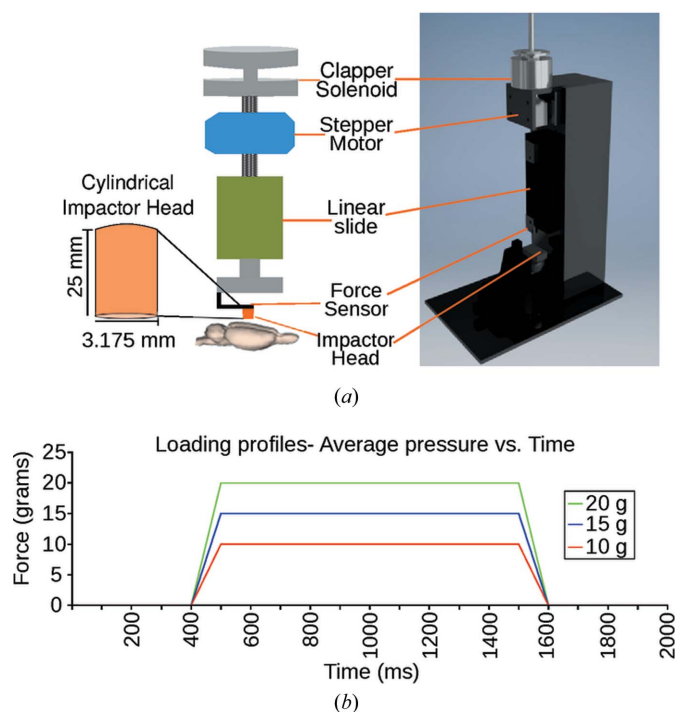 (a)
Clapper
Solenoid
Stepper
Motor
Cylindrical
Impactor Head
Linear
slide
25 mm
Force
Sensor
3.175 mm
Impactor
Head
(a)
(b)
Loading profiles- Average pressure vs. Time
Force (grams)
25
20
15
10
5
0
20 g
15 g
10 g
200
400
600
800
1000
1200
1400
1600
1800
2000
Time (ms)
(b)